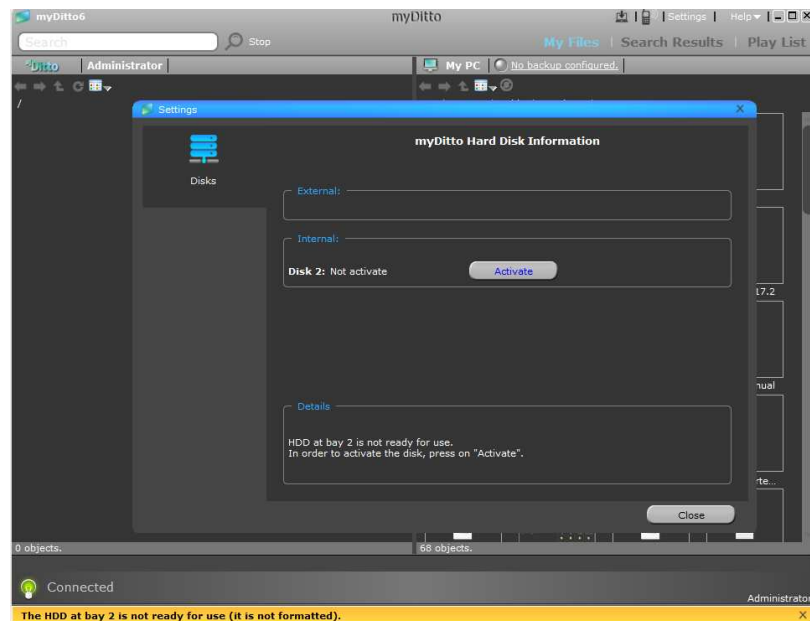 myDitto6
myDitto
Settings
Help
Search
Stop
My Files
Search Results
Play List
Ditto
Administrator
My PC
No backup configured.
/
Settings
X
Disks
myDitto Hard Disk Information
External:
Internal:
Disk 2: Not activate
Activate
17.2
nual
Details
HDD at bay 2 is not ready for use.
In order to activate the disk, press on "Activate".
rte...
Close
0 objects.
68 objects.
Connected
Administrator
The HDD at bay 2 is not ready for use (it is not formatted).
X